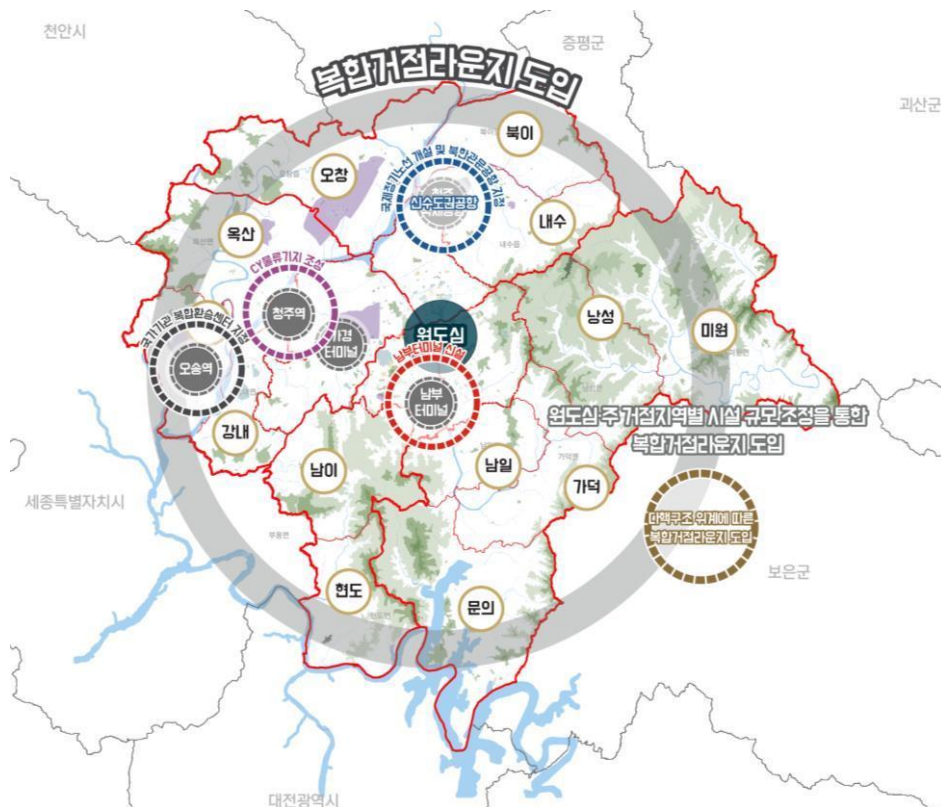 천안시
증평군
괴산군
복합거점라운지 도입
북이
오창
국제정기노선 개설 및 북한관문공항 지정
신수도권공항
옥산
내수
내수읍
CY물류기지 조성
청주역
터미널
원도심
낭성
미원
국가기관 복합환승센터 지정
오송역
남부터미널 신설
남부
터미널
강내
원도심 주 거점지역별 시설 규모 조정을 통한
복합거점라운지 도입
남이
남일
가덕
세종특별자치시
다핵구조 위계에 따른
복합거점라운지 도입
보은군
현도
문의
대전광역시